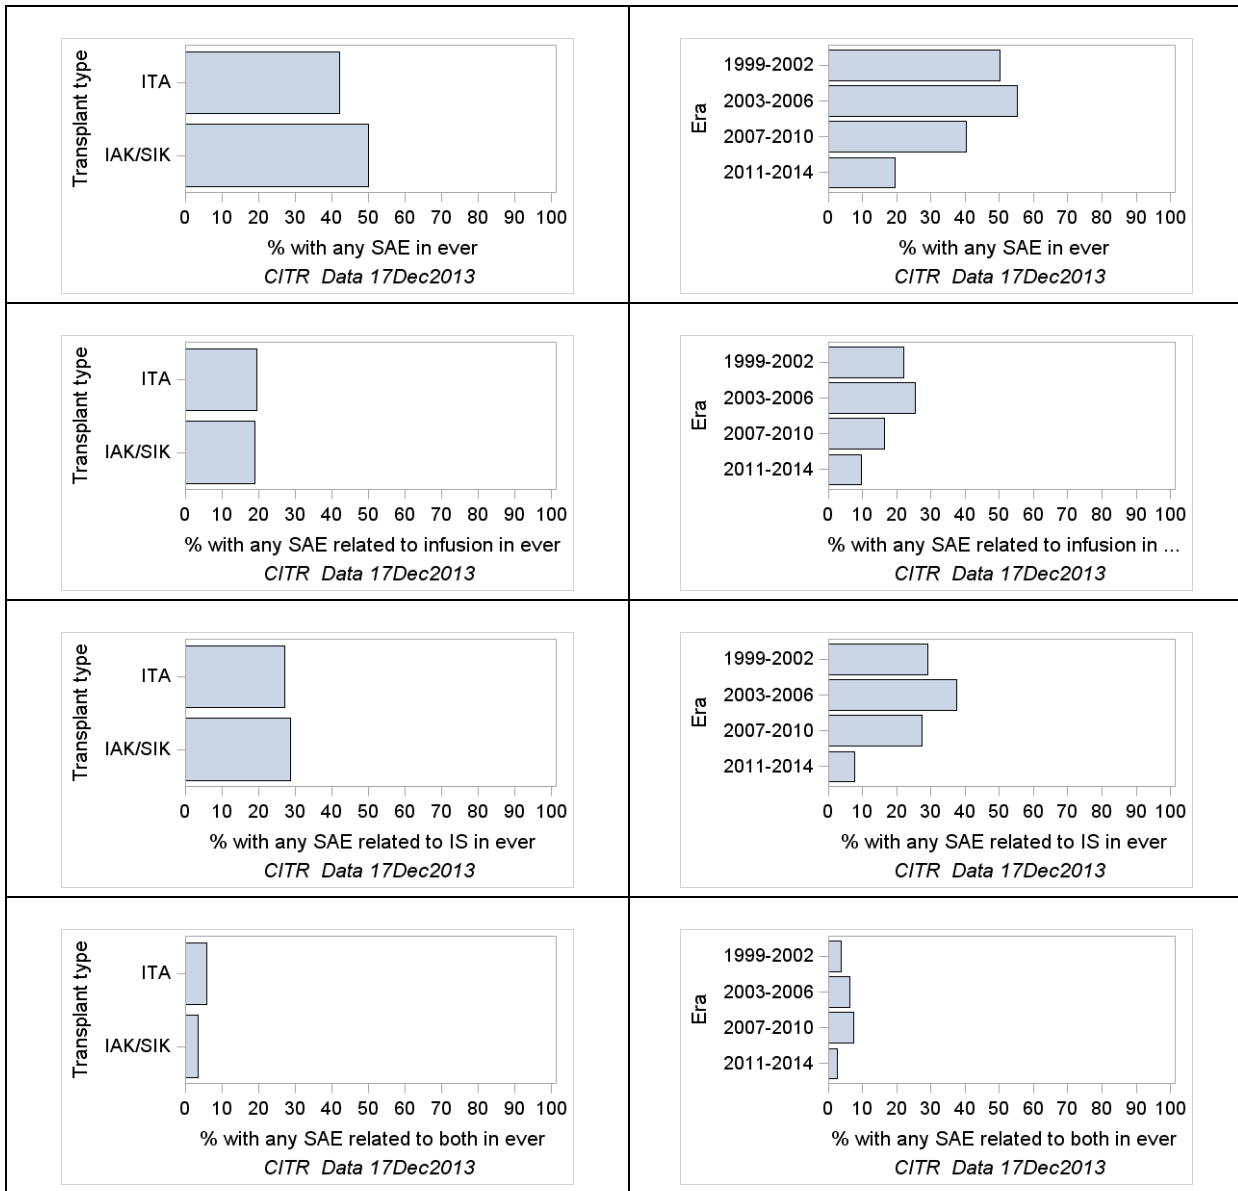 Transplant type
ITA
IAK/SIK
0 10 20 30 40 50 60 70 80 90 100
% with any SAE in ever
CITR Data 17Dec2013
Era
1999-2002
2003-2006
2007-2010
2011-2014
0 10 20 30 40 50 60 70 80 90 100
% with any SAE in ever
CITR Data 17Dec2013
Transplant type
ITA
IAK/SIK
0 10 20 30 40 50 60 70 80 90 100
% with any SAE related to infusion in ever
CITR Data 17Dec2013
Era
1999-2002
2003-2006
2007-2010
2011-2014
0 10 20 30 40 50 60 70 80 90 100
% with any SAE related to infusion in ...
CITR Data 17Dec2013
Transplant type
ITA
IAK/SIK
0 10 20 30 40 50 60 70 80 90 100
% with any SAE related to IS in ever
CITR Data 17Dec2013
Era
1999-2002
2003-2006
2007-2010
2011-2014
0 10 20 30 40 50 60 70 80 90 100
% with any SAE related to IS in ever
CITR Data 17Dec2013
Transplant type
ITA
IAK/SIK
0 10 20 30 40 50 60 70 80 90 100
% with any SAE related to both in ever
CITR Data 17Dec2013
Era
1999-2002
2003-2006
2007-2010
2011-2014
0 10 20 30 40 50 60 70 80 90 100
% with any SAE related to both in ever
CITR Data 17Dec2013